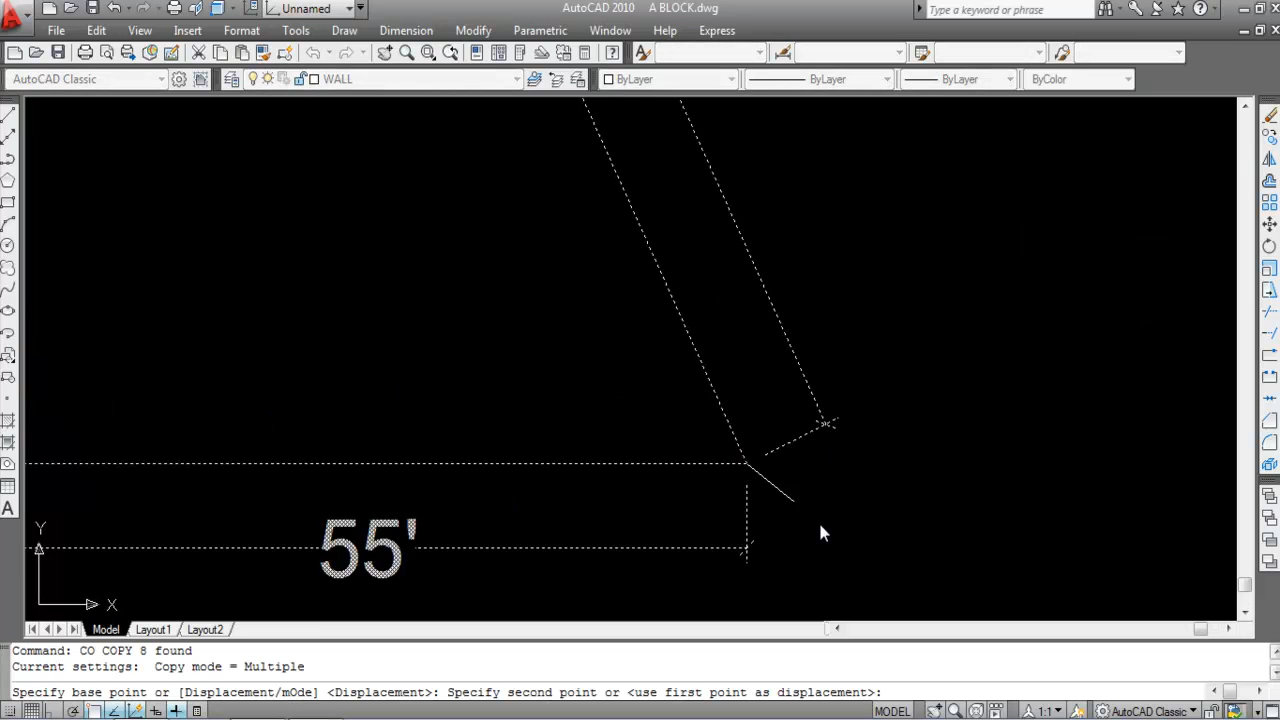 AutoCAD 2010 A BLOCK.dwg
Unnamed
Type a keyword or phrase
File Edit View Insert Format Tools Draw Dimension Modify Parametric Window Help Express
AutoCAD Classic
WALL
ByLayer
ByLayer
ByLayer
ByColor
55'
Y
X
Model Layout1 Layout2
Command: CO COPY 8 found
Current settings: Copy mode = Multiple
Specify base point or [Displacement/mOde] <Displacement>: Specify second point or <use first point as displacement>:
MODEL
1:1
AutoCAD Classic